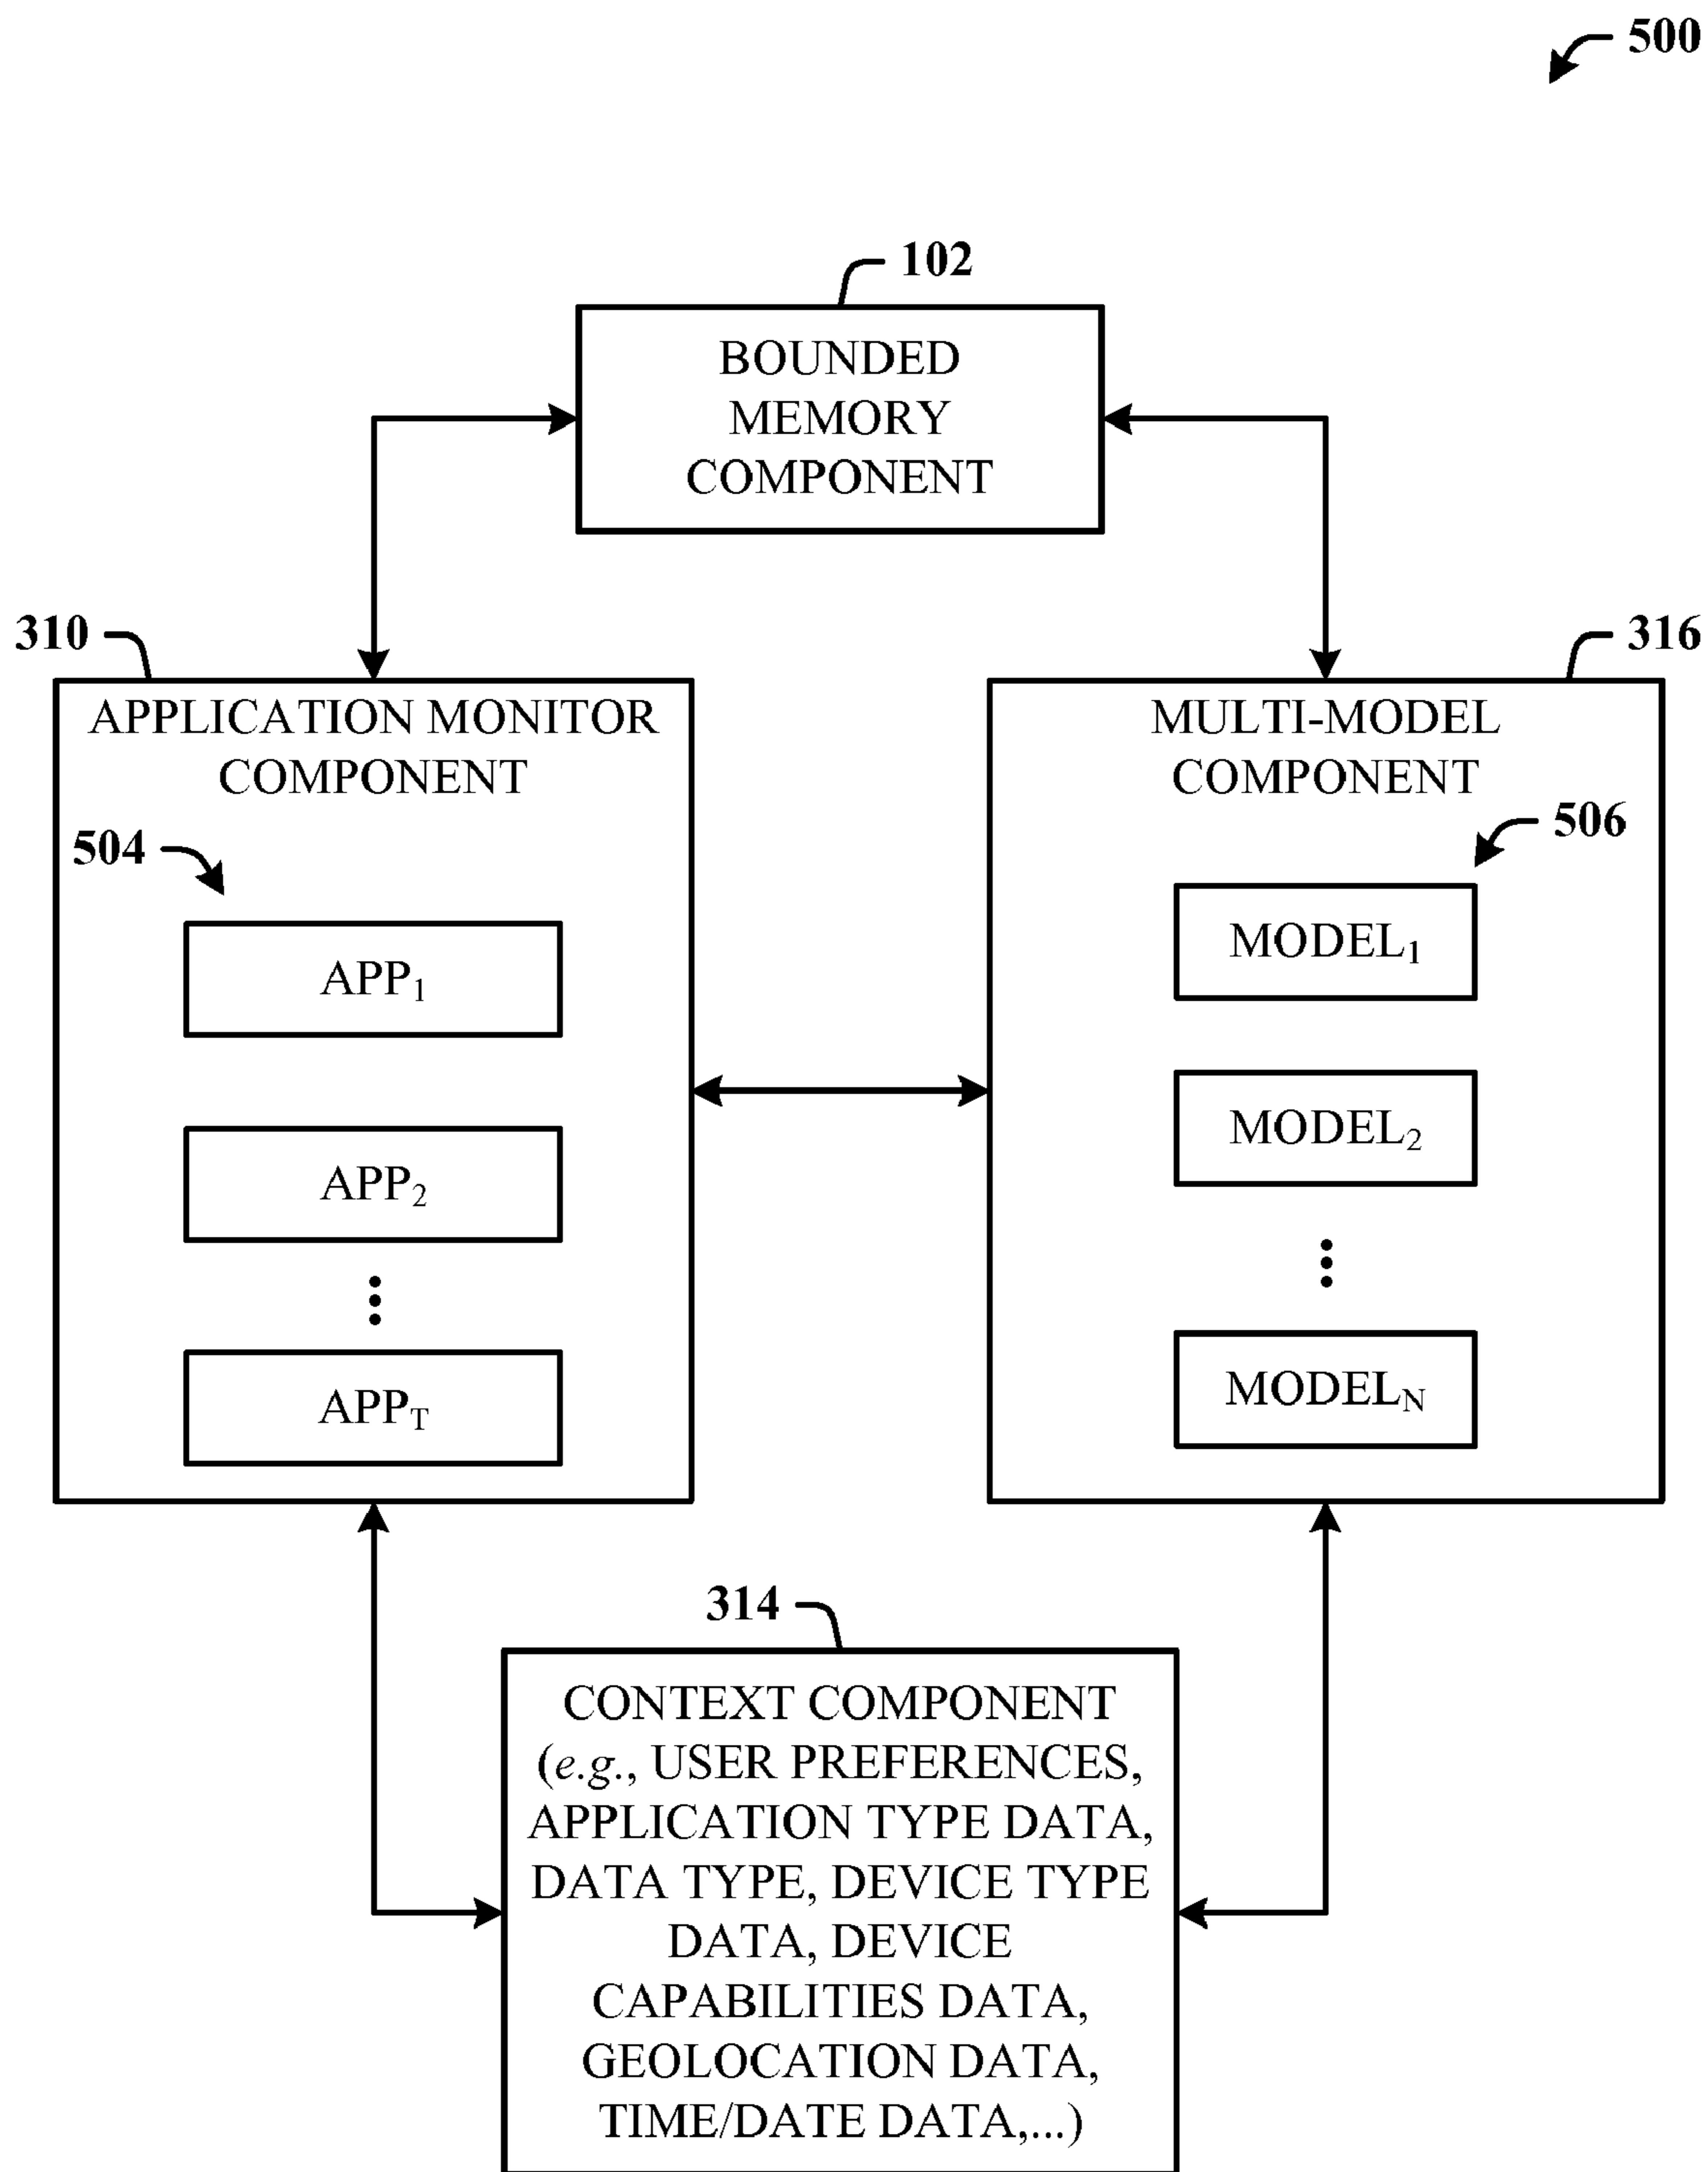 500
102
BOUNDED
MEMORY
COMPONENT
310
316
APPLICATION MONITOR
COMPONENT
MULTI-MODEL
COMPONENT
504
506
APP1
APP2
APPT
MODEL1
MODEL2
MODELN
314
CONTEXT COMPONENT
(e.g., USER PREFERENCES,
APPLICATION TYPE DATA,
DATA TYPE, DEVICE TYPE
DATA, DEVICE
CAPABILITIES DATA,
GEOLOCATION DATA,
TIME/DATE DATA,...)